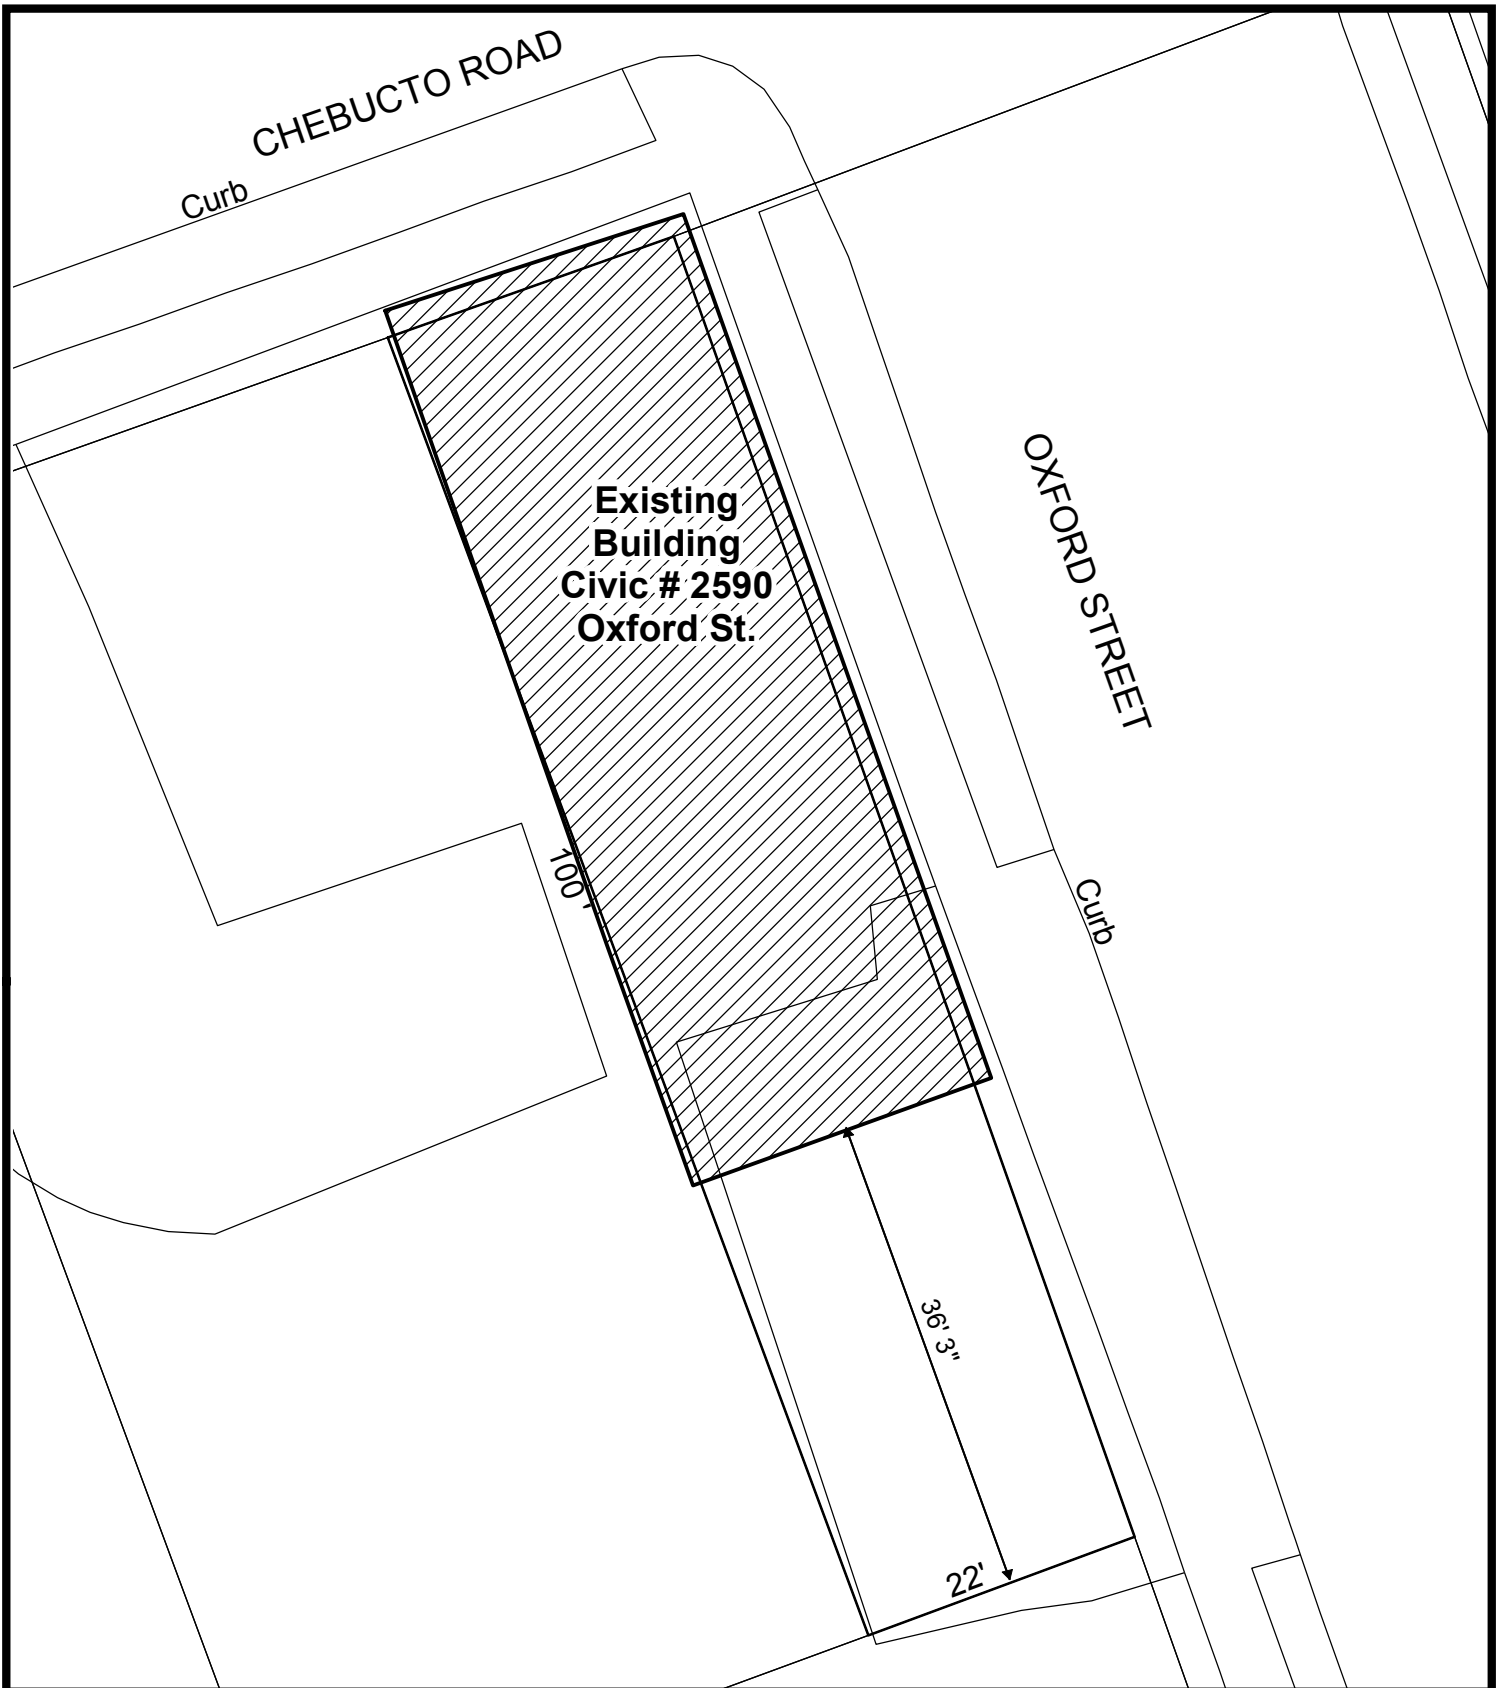 CHEBUCTO ROAD
Curb
OXFORD STREET
Existing
Building
Civic # 2590
Oxford St.
100 '
Curb
36' 3"
22'